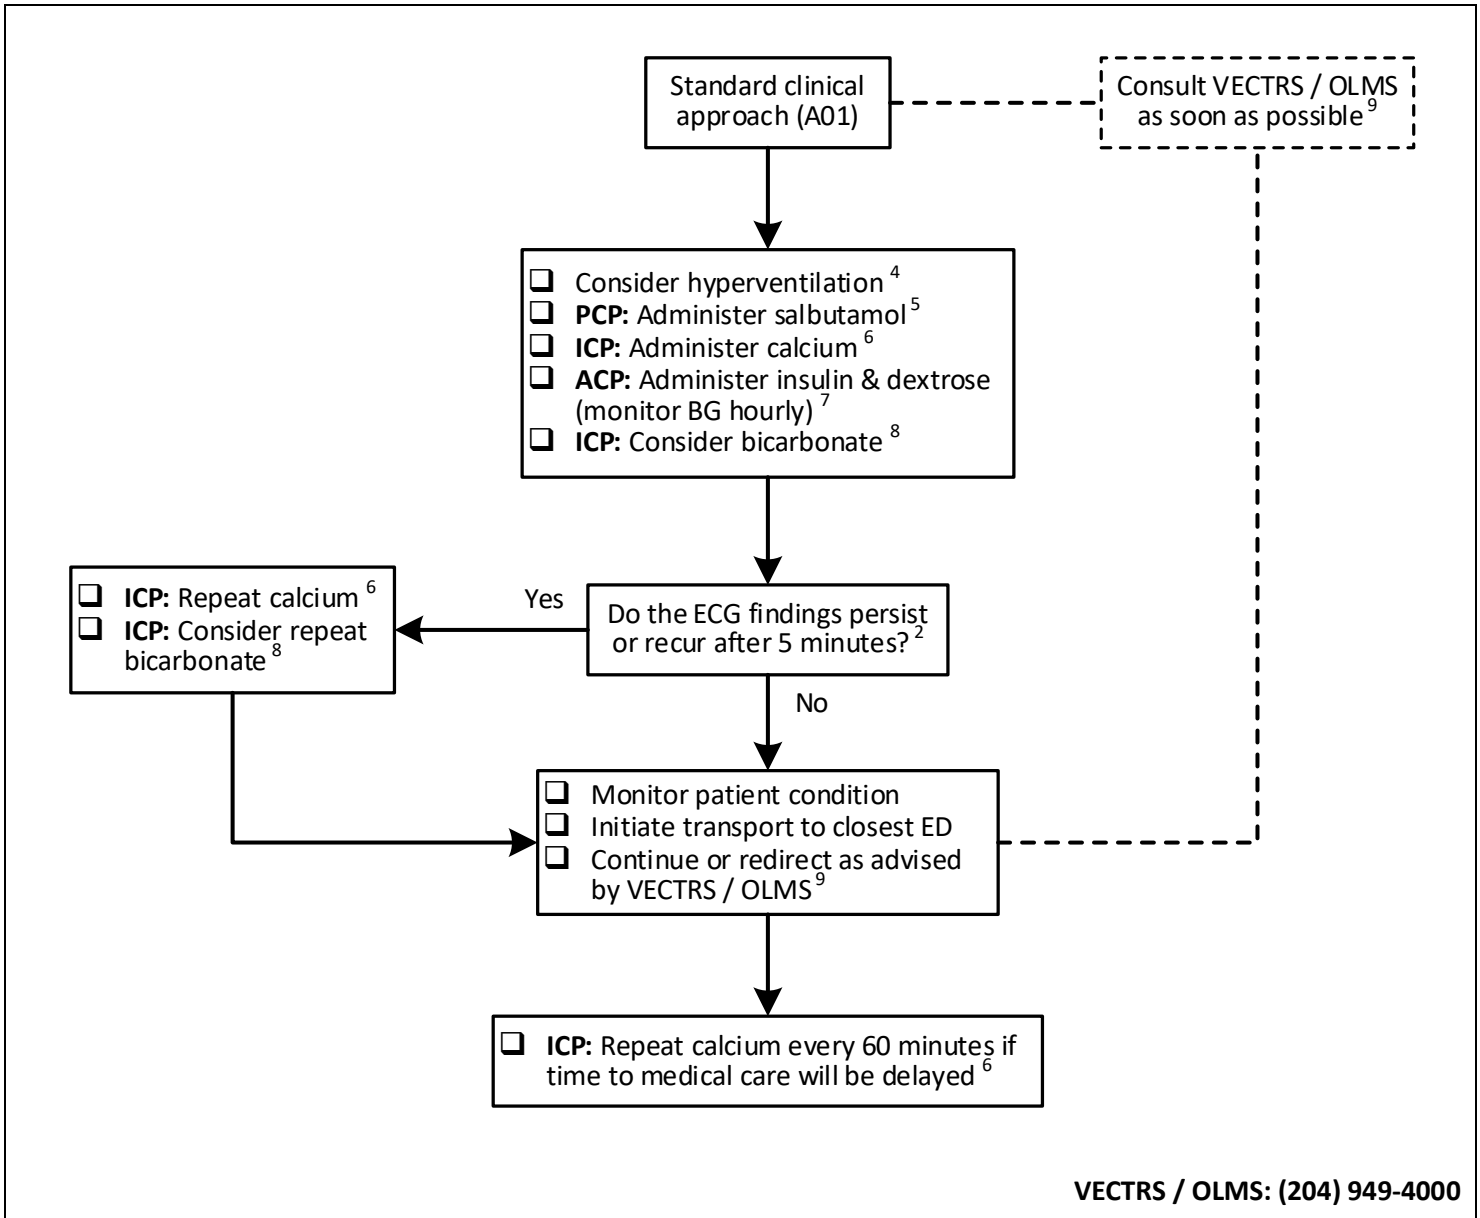 Standard clinical
approach (A01)
Consult VECTRS / OLMS
as soon as possible 9
❑ Consider hyperventilation 4
❑ PCP: Administer salbutamol 5
❑ ICP: Administer calcium 6
❑ ACP: Administer insulin & dextrose
(monitor BG hourly) 7
❑ ICP: Consider bicarbonate 8
Do the ECG findings persist
or recur after 5 minutes? 2
Yes
❑ ICP: Repeat calcium 6
❑ ICP: Consider repeat
bicarbonate 8
No
❑ Monitor patient condition
❑ Initiate transport to closest ED
❑ Continue or redirect as advised
by VECTRS / OLMS 9
❑ ICP: Repeat calcium every 60 minutes if
time to medical care will be delayed 6
VECTRS / OLMS: (204) 949-4000